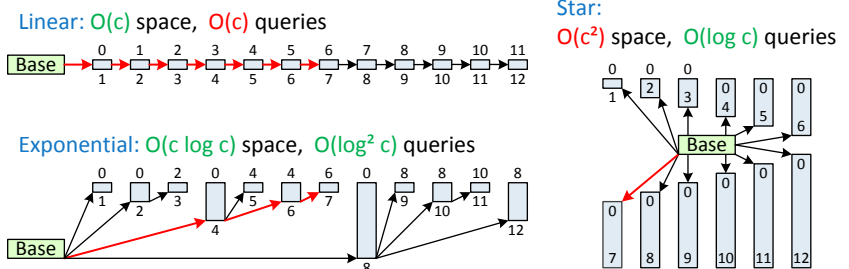 Linear: O(c) space, O(c) queries
0 1 2 3 4 5 6 7 8 9 10 11
Base
1 2 3 4 5 6 7 8 9 10 11 12
Exponential: O(c log c) space, O(log² c) queries
0 0 2 0 4 4 6 0 8 8 10 8
1 2 3 4 5 6 7 8 9 10 11 12
Base
Star:
O(c²) space, O(log c) queries
0 0 0 0 0 0
1 2 3 4 5 6
Base
0 0 0 0 0 0
7 8 9 10 11 12